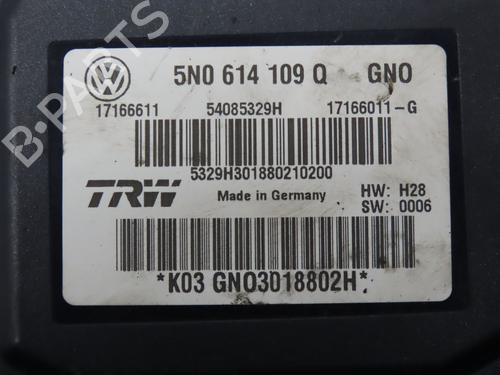 5N0 614 109 Q GNO
17166611 54085329H 17166011-G
5329H301880210200
TRW Made in Germany HW: H28
SW: 0006
*K03 GNO3018802H*
B-PARTS